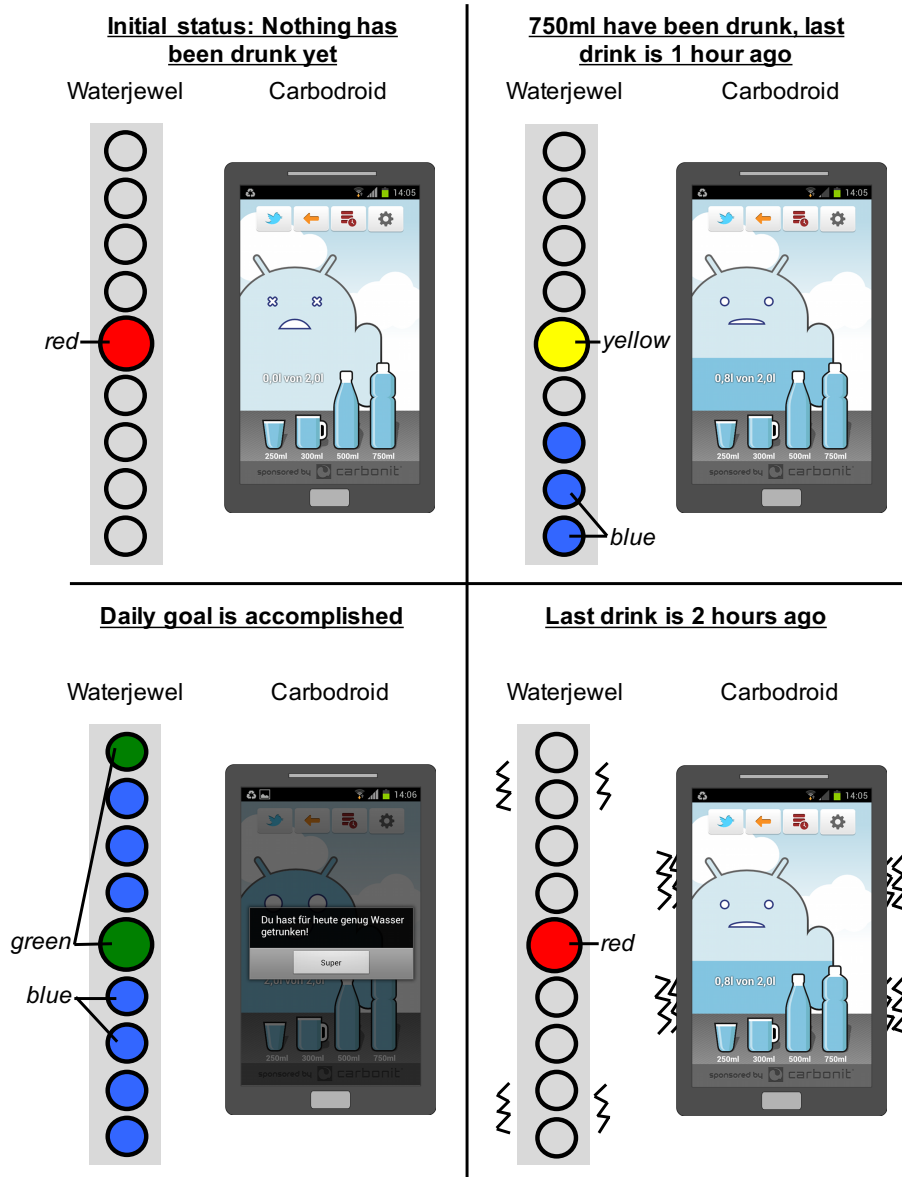 Initial status: Nothing has
been drunk yet
Waterjewel
Carbodroid
red
14:05
0,0l von 2,0l
250ml
300ml
500ml
750ml
sponsored by carbonit
750ml have been drunk, last
drink is 1 hour ago
Waterjewel
Carbodroid
yellow
blue
14:05
0,8l von 2,0l
250ml
300ml
500ml
750ml
sponsored by carbonit
Daily goal is accomplished
Waterjewel
Carbodroid
green
blue
14:06
Du hast für heute genug Wasser
getrunken!
Super
2,0l von 2,0l
250ml
300ml
500ml
750ml
sponsored by carbonit
Last drink is 2 hours ago
Waterjewel
Carbodroid
red
14:05
0,8l von 2,0l
250ml
300ml
500ml
750ml
sponsored by carbonit